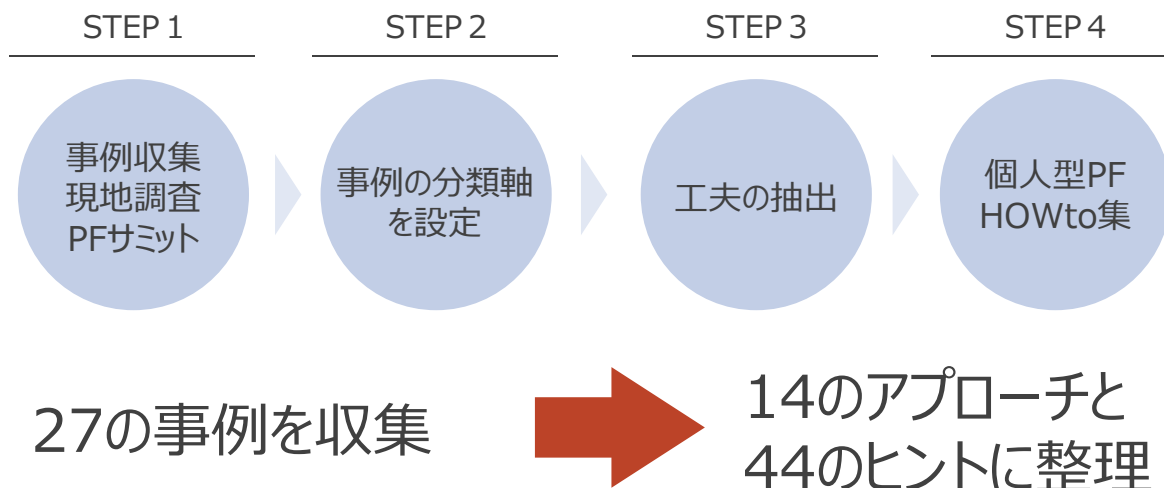 STEP 1
STEP 2
STEP 3
STEP 4
事例収集
現地調査
PFサミット
事例の分類軸
を設定
工夫の抽出
個人型PF
HOWto集
27の事例を収集
14のアプローチと
44のヒントに整理